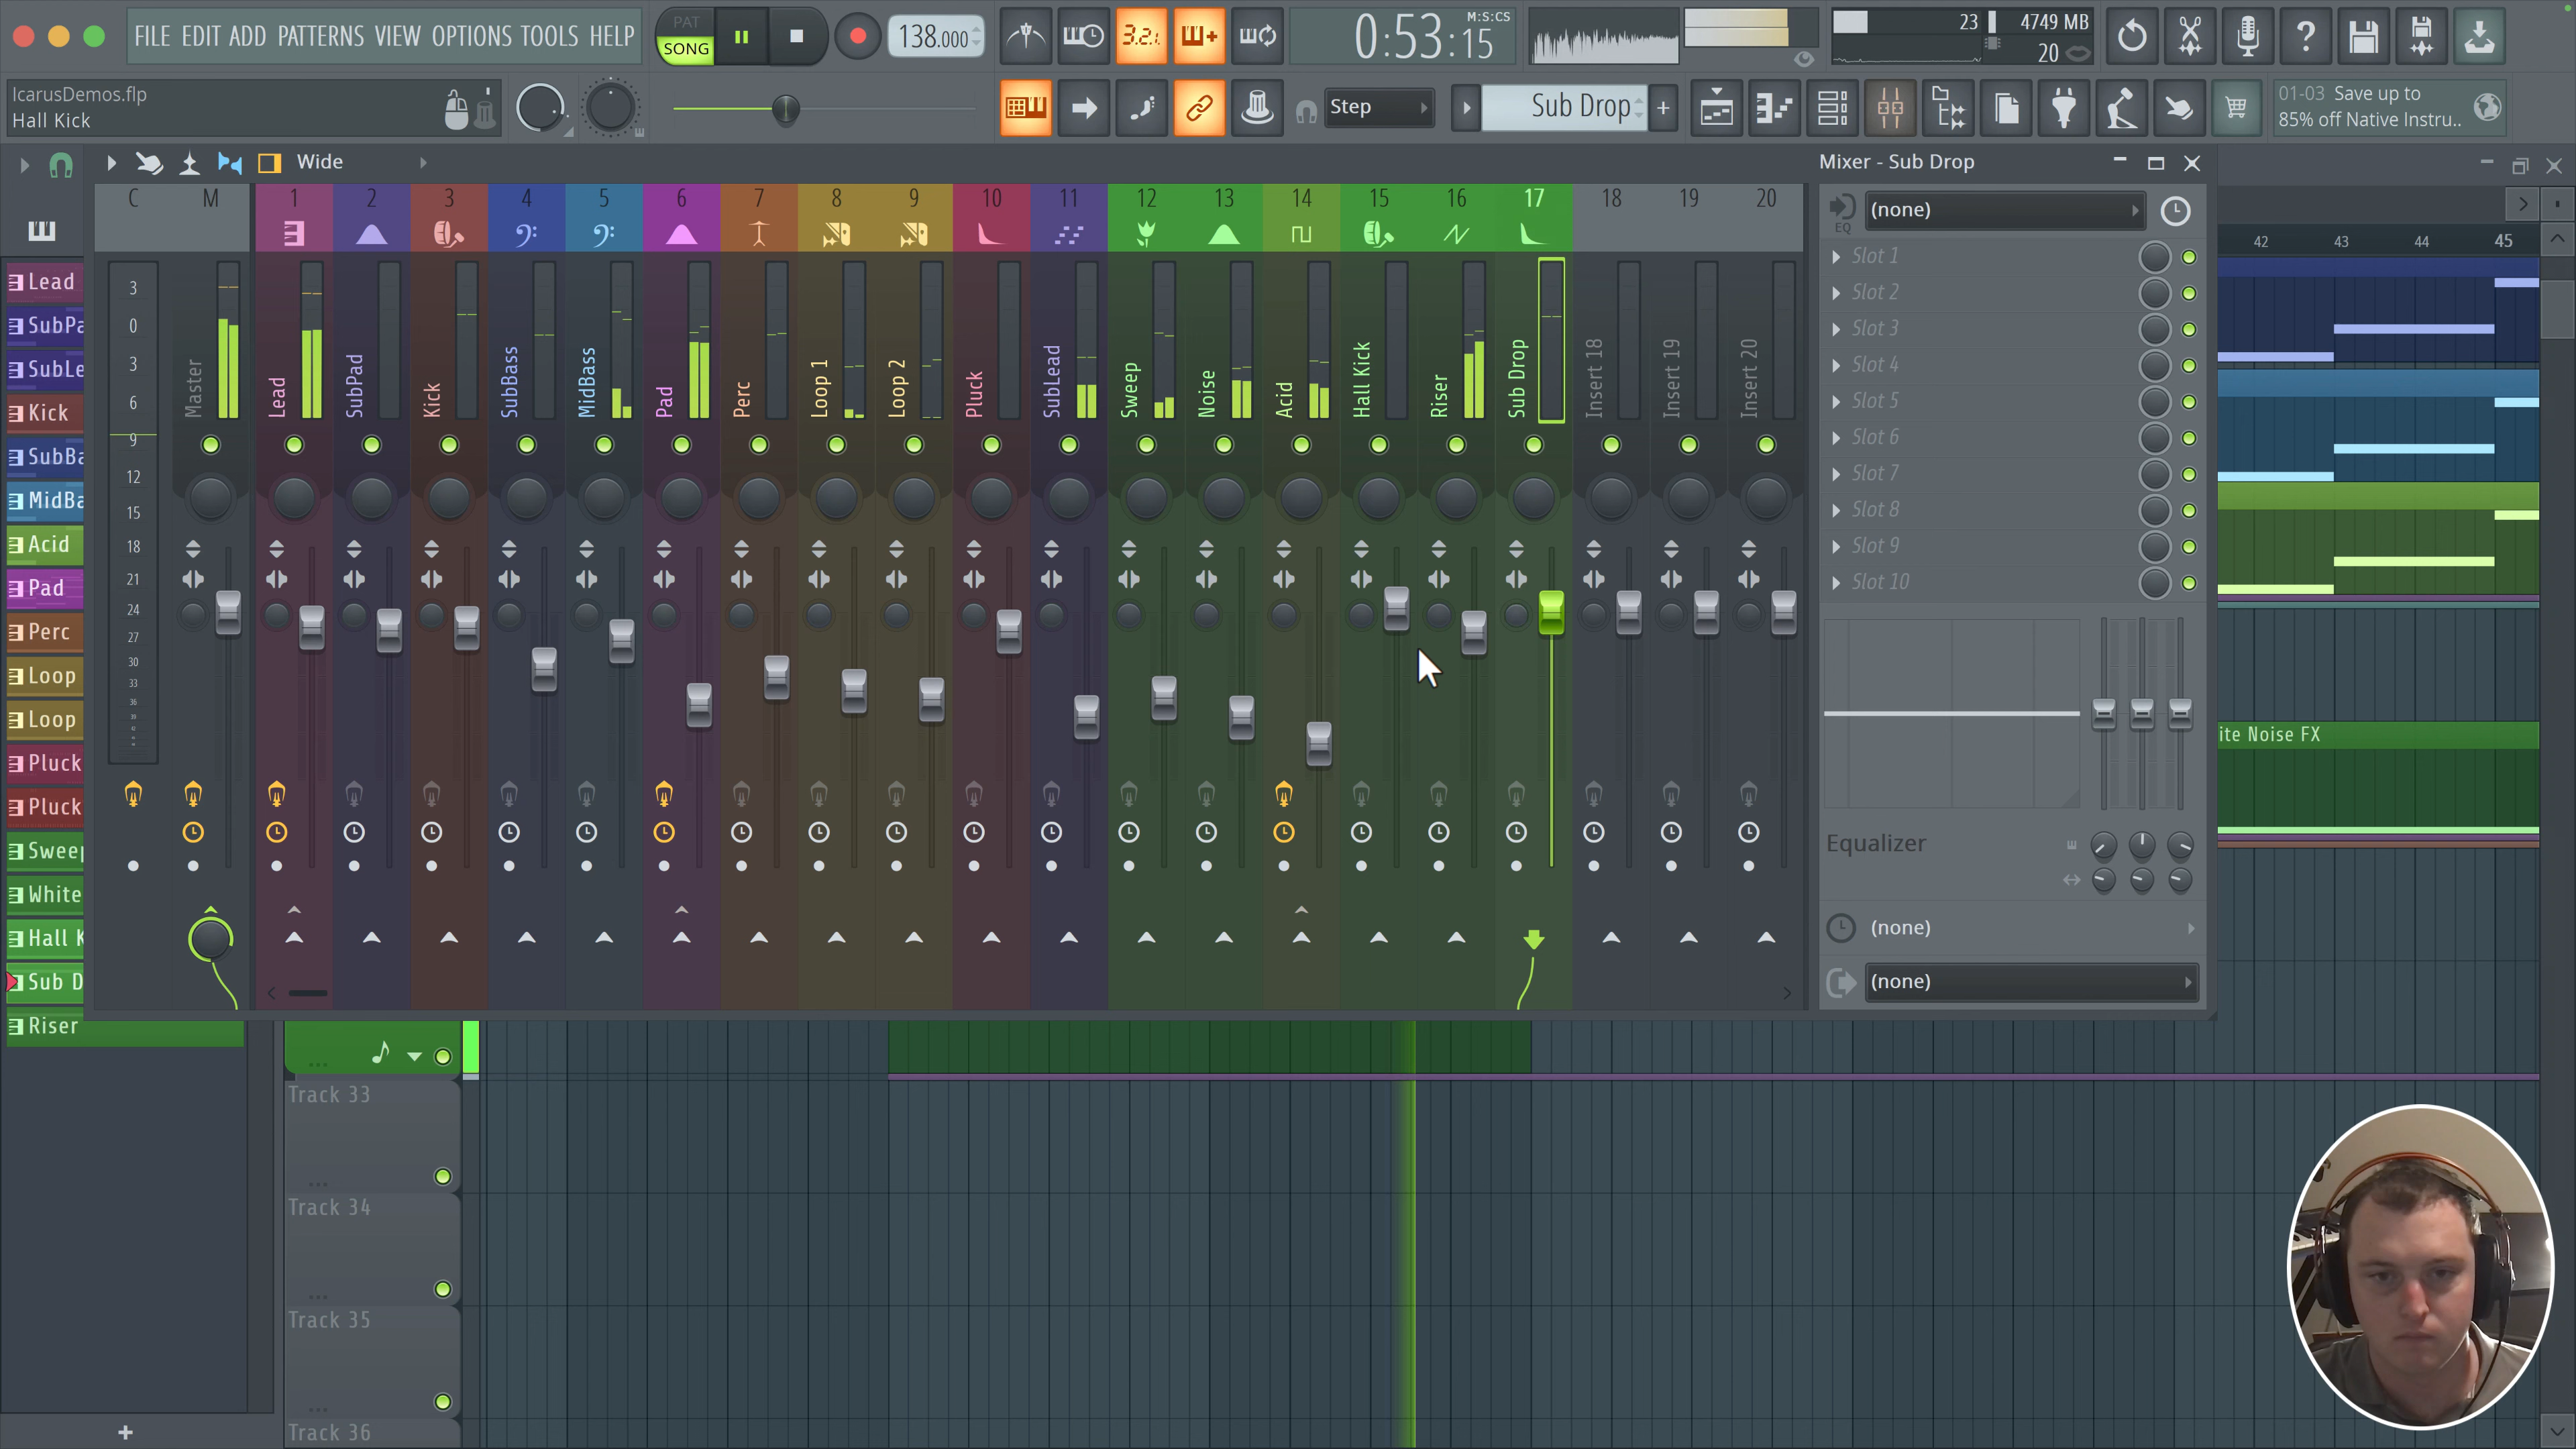 FILE EDIT ADD PATTERNS VIEW OPTIONS TOOLS HELP
PAT
SONG
138.000
3.2.
0:53:15
M:S:CS
23
4749 MB
20
IcarusDemos.flp
Hall Kick
Step
Sub Drop
01-03 Save up to
85% off Native Instru..
Wide
Mixer - Sub Drop
C M 1 2 3 4 5 6 7 8 9 10 11 12 13 14 15 16 17 18 19 20
Master
Lead
SubPad
Kick
SubBass
MidBass
Pad
Perc
Loop 1
Loop 2
Pluck
SubLead
Sweep
Noise
Acid
Hall Kick
Riser
Sub Drop
Insert 18
Insert 19
Insert 20
3
0
3
6
9
12
15
18
21
24
27
30
33
36
(none)
EQ
Slot 1
Slot 2
Slot 3
Slot 4
Slot 5
Slot 6
Slot 7
Slot 8
Slot 9
Slot 10
Equalizer
(none)
(none)
42 43 44 45
ite Noise FX
Lead
SubPa
SubLe
Kick
SubBa
MidBa
Acid
Pad
Perc
Loop
Loop
Pluck
Pluck
Sweep
White
Hall K
Sub D
Riser
Track 33
Track 34
Track 35
Track 36